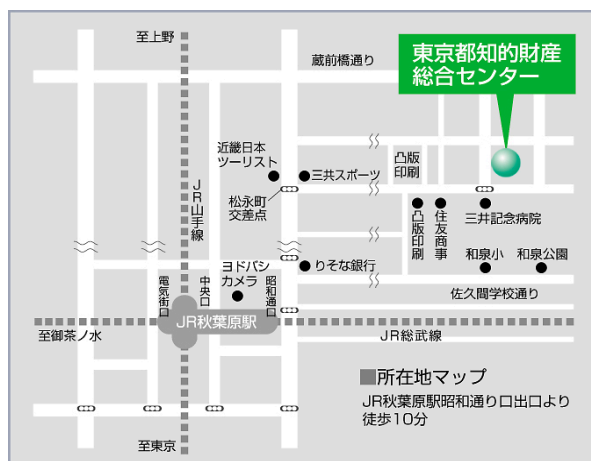 至上野
蔵前橋通り
東京都知的財産
総合センター
近畿日本
ツーリスト
三共スポーツ
凸版
印刷
JR山手線
松永町
交差点
凸版印刷
住友商事
三井記念病院
ヨドバシ
カメラ
りそな銀行
和泉小
和泉公園
電気街口
中央口
昭和通口
佐久間学校通り
JR秋葉原駅
至御茶ノ水
JR総武線
所在地マップ
JR秋葉原駅昭和通り口出口より
徒歩10分
至東京